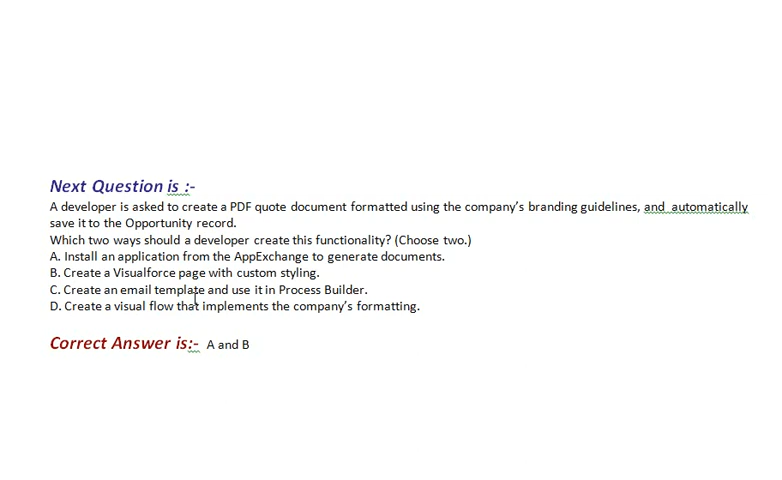 Next Question is :-
A developer is asked to create a PDF quote document formatted using the company's branding guidelines, and  automatically
save it to the Opportunity record.
Which two ways should a developer create this functionality? (Choose two.)
A. Install an application from the AppExchange to generate documents.
B. Create a Visualforce page with custom styling.
C. Create an email template and use it in Process Builder.
D. Create a visual flow that implements the company's formatting.
Correct Answer is:- A and B